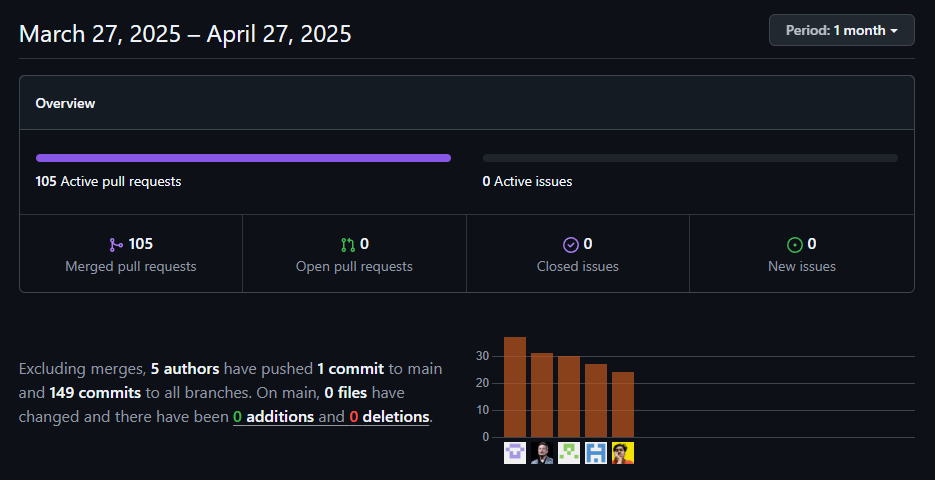 March 27, 2025 – April 27, 2025
Period: 1 month
Overview
105 Active pull requests
0 Active issues
105
Merged pull requests
0
Open pull requests
0
Closed issues
0
New issues
Excluding merges, 5 authors have pushed 1 commit to main
and 149 commits to all branches. On main, 0 files have
changed and there have been 0 additions and 0 deletions.
30
20
10
0